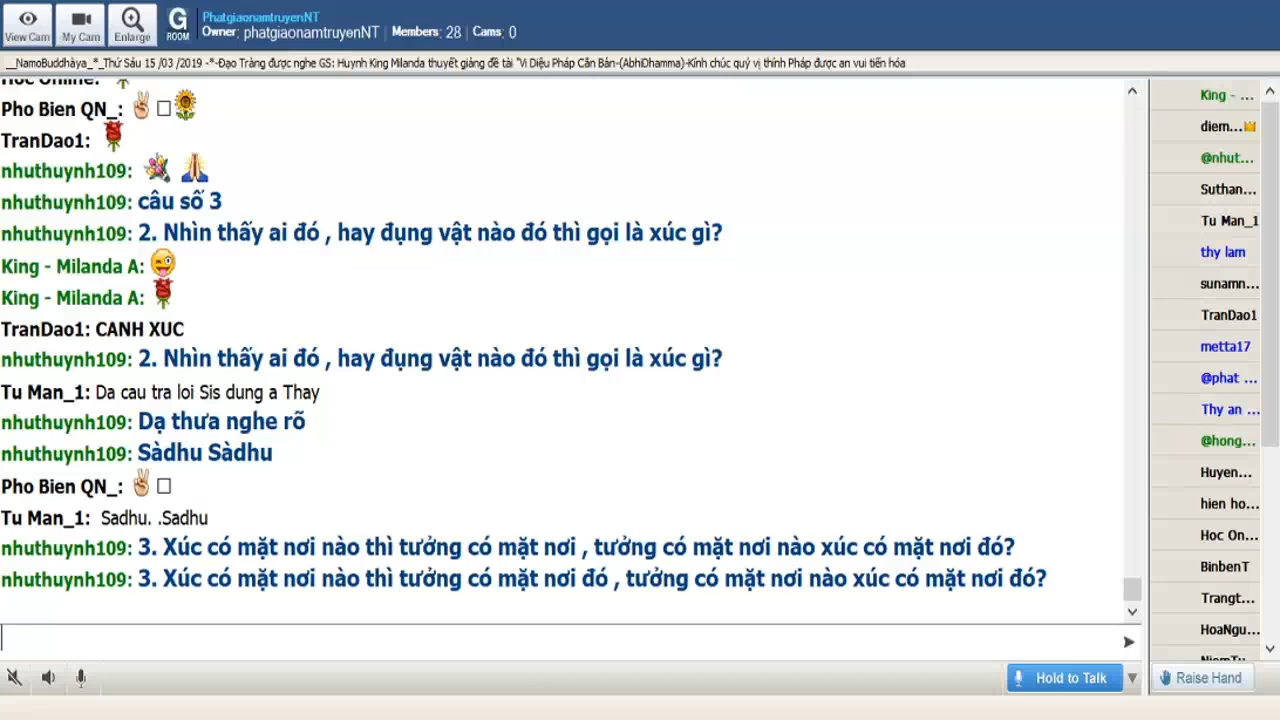 PhatgiaonamtruyenNT
View Cam My Cam Enlarge G ROOM Owner: phatgiaonamtruyenNT Members: 28 Cams: 0
__NamoBuddhàya_*_Thứ Sáu 15 /03 /2019 -*-Đạo Tràng được nghe GS: Huynh King Milanda thuyết giảng đề tài "Vi Diệu Pháp Căn Bản-(AbhiDhamma)-Kính chúc quý vị thính Pháp được an vui tiến hóa
Hoc Online:
Pho Bien QN_:
TranDao1:
nhuthuynh109:
nhuthuynh109: câu số 3
nhuthuynh109: 2. Nhìn thấy ai đó , hay đụng vật nào đó thì gọi là xúc gì?
King - Milanda A:
King - Milanda A:
TranDao1: CANH XUC
nhuthuynh109: 2. Nhìn thấy ai đó , hay đụng vật nào đó thì gọi là xúc gì?
Tu Man_1: Da cau tra loi Sis dung a Thay
nhuthuynh109: Dạ thưa nghe rõ
nhuthuynh109: Sàdhu Sàdhu
Pho Bien QN_:
Tu Man_1: Sadhu. .Sadhu
nhuthuynh109: 3. Xúc có mặt nơi nào thì tưởng có mặt nơi , tưởng có mặt nơi nào xúc có mặt nơi đó?
nhuthuynh109: 3. Xúc có mặt nơi nào thì tưởng có mặt nơi đó , tưởng có mặt nơi nào xúc có mặt nơi đó?
King - ...
diem...
@nhut...
Suthan...
Tu Man_1
thy lam
sunamn...
TranDao1
metta17
@phat ...
Thy an ...
@hong...
Huyen...
hien ho...
Hoc On...
BinbenT
Trangt...
HoaNgu...
NiemTu...
Hold to Talk
Raise Hand